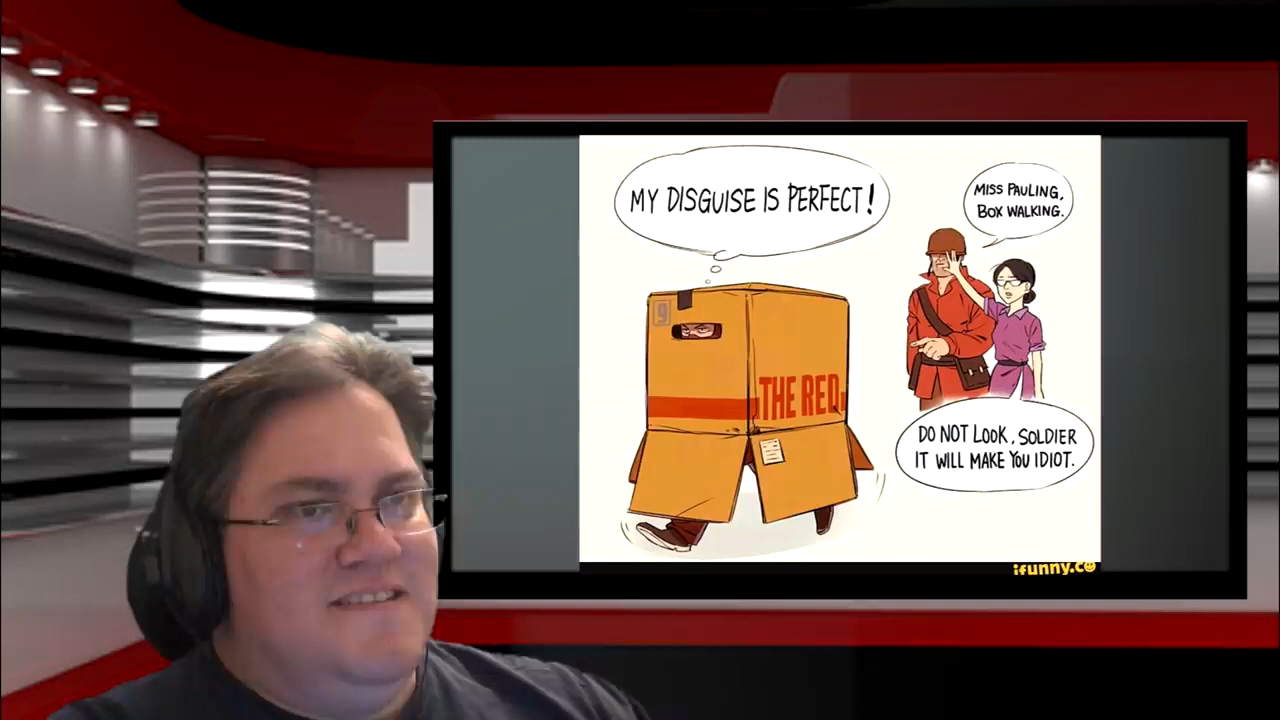 MY DISGUISE IS PERFECT!
MISS PAULING,
BOX WALKING.
9
THE RED
DO NOT LOOK, SOLDIER
IT WILL MAKE YOU IDIOT.
ifunny.co